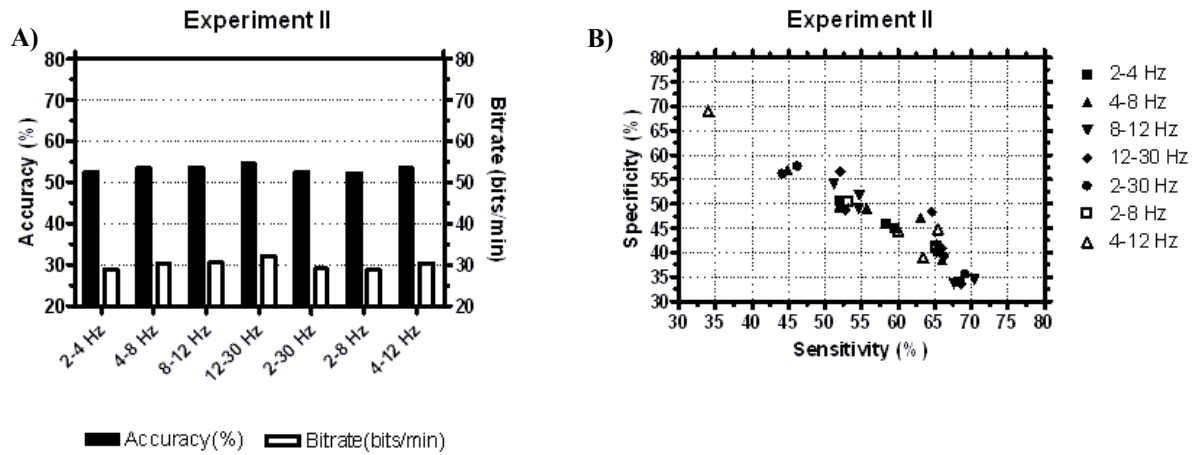 A)
Experiment II
Accuracy (%)
80
70
60
50
40
30
20
80
70
60
50
40
30
20
Bitrate (bits/min)
2-4 Hz
4-8 Hz
8-12 Hz
12-30 Hz
2-30 Hz
2-8 Hz
4-12 Hz
Accuracy(%)
Bitrate(bits/min)
B)
Experiment II
Specificity (%)
80
75
70
65
60
55
50
45
40
35
30
30 35 40 45 50 55 60 65 70 75 80
Sensitivity (%)
2-4 Hz
4-8 Hz
8-12 Hz
12-30 Hz
2-30 Hz
2-8 Hz
4-12 Hz